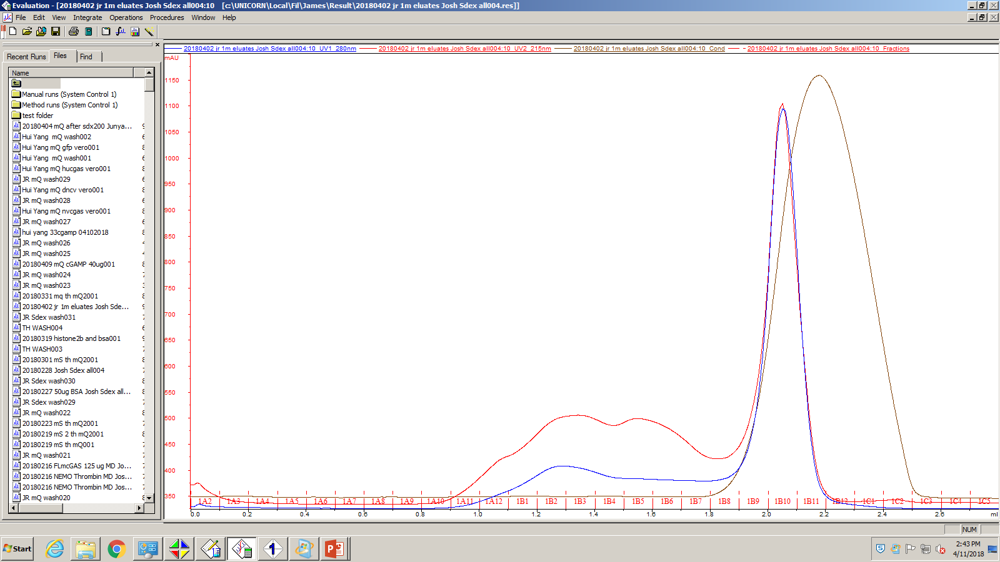 Evaluation - [20180402 jr 1m eluates Josh Sdex all004:10 [c:\UNICORN\Local\Fil\James\Result\20180402 jr 1m eluates Josh Sdex all004.res]]
File Edit View Integrate Operations Procedures Window Help
Recent Runs Files Find
Name
Manual runs (System Control 1)
Method runs (System Control 1)
test folder
20180404 mQ after sdx200 Junya...
Hui Yang mQ wash002
Hui Yang mQ gfp vero001
Hui Yang mQ wash001
Hui Yang mQ hucgas vero001
JR mQ wash029
Hui Yang mQ dncv vero001
JR mQ wash028
Hui Yang mQ nvcgas vero001
JR mQ wash027
hui yang 33cgamp 04102018
JR mQ wash026
JR mQ wash025
20180409 mQ cGAMP 40ug001
JR mQ wash024
JR mQ wash023
20180331 mq th mQ2001
20180402 jr 1m eluates Josh Sde...
JR Sdex wash031
TH WASH004
20180319 histone2b and bsa001
TH WASH003
20180301 mS th mQ2001
20180228 Josh Sdex all004
JR Sdex wash030
20180227 50ug BSA Josh Sdex all...
JR Sdex wash029
JR mQ wash022
20180223 mS th mQ2001
20180219 mS 2 th mQ2001
20180219 mS th mQ001
JR mQ wash021
20180216 FLmcGAS 125 ug MD Jo...
20180216 NEMO Thrombin MD Jos...
20180216 NEMO Thrombin MD Jos...
JR mQ wash020
20180402 jr 1m eluates Josh Sdex all004:10_UV1_280nm 20180402 jr 1m eluates Josh Sdex all004:10_UV2_215nm 20180402 jr 1m eluates Josh Sdex all004:10_Cond 20180402 jr 1m eluates Josh Sdex all004:10_Fractions
mAU
1150
1100
1050
1000
950
900
850
800
750
700
650
600
550
500
450
400
350
1A2 1A3 1A4 1A5 1A6 1A7 1A8 1A9 1A10 1A11 1A12 1B1 1B2 1B3 1B4 1B5 1B6 1B7 1B8 1B9 1B10 1B11 1B12 1C1 1C2 1C3 1C4 1C5
0.0 0.2 0.4 0.6 0.8 1.0 1.2 1.4 1.6 1.8 2.0 2.2 2.4 2.6 ml
NUM
Start
1
P
S
2:43 PM
4/11/2018